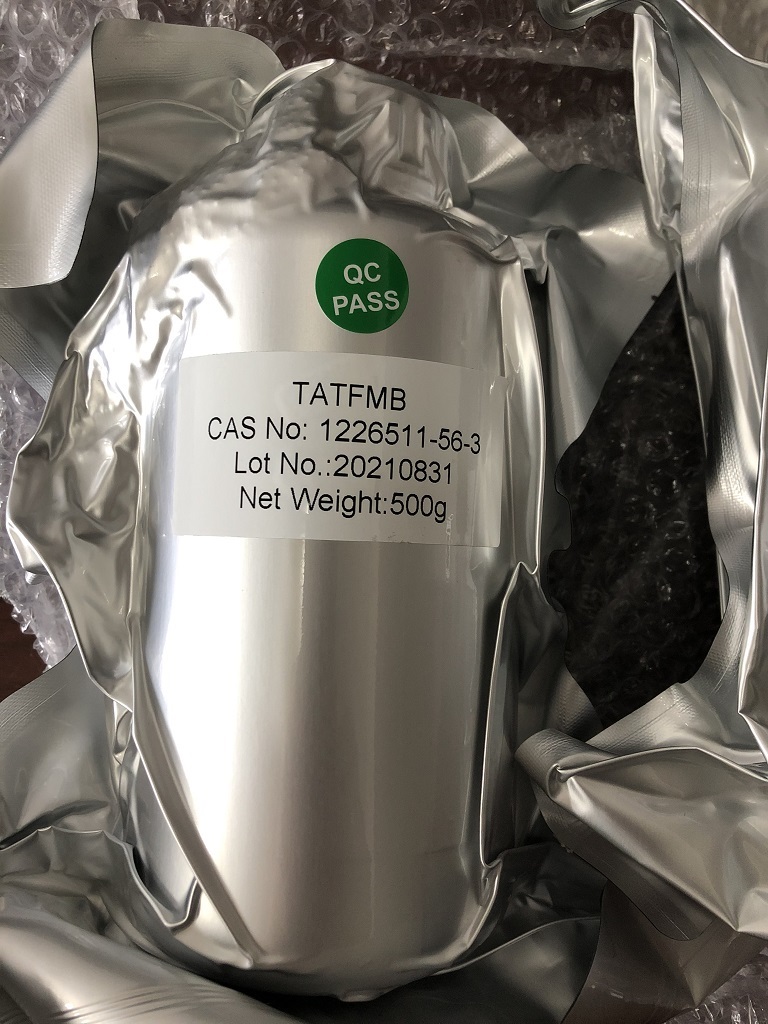 QC
PASS
TATFMB
CAS No: 1226511-56-3
Lot No.:20210831
Net Weight:500g